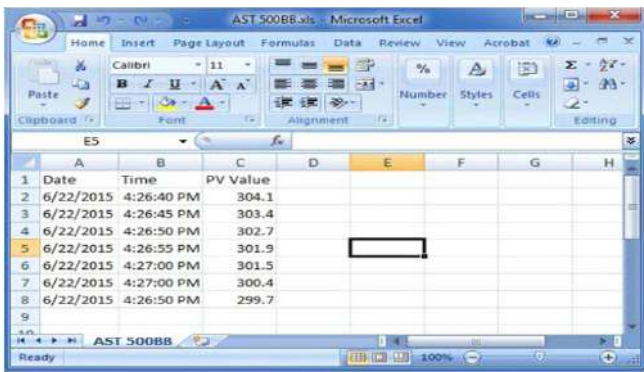 AST 500BB.xls - Microsoft Excel
Home Insert Page Layout Formulas Data Review View Acrobat
Paste
Calibri 11
B I U A A
%
Number
A
Styles
Cells
Σ
Clipboard Font Alignment Editing
E5 fx
A B C D E F G H
1 Date Time PV Value
2 6/22/2015 4:26:40 PM 304.1
3 6/22/2015 4:26:45 PM 303.4
4 6/22/2015 4:26:50 PM 302.7
5 6/22/2015 4:26:55 PM 301.9
6 6/22/2015 4:27:00 PM 301.5
7 6/22/2015 4:27:00 PM 300.4
8 6/22/2015 4:26:50 PM 299.7
9
10
AST 500BB
Ready 100%